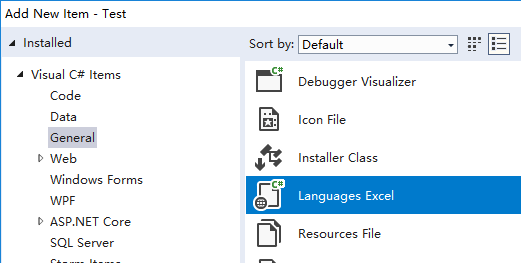 Add New Item - Test
Installed
Sort by: Default
Visual C# Items
Code
Data
General
Web
Windows Forms
WPF
ASP.NET Core
SQL Server
C#
Debugger Visualizer
Icon File
Installer Class
C#
Languages Excel
Resources File